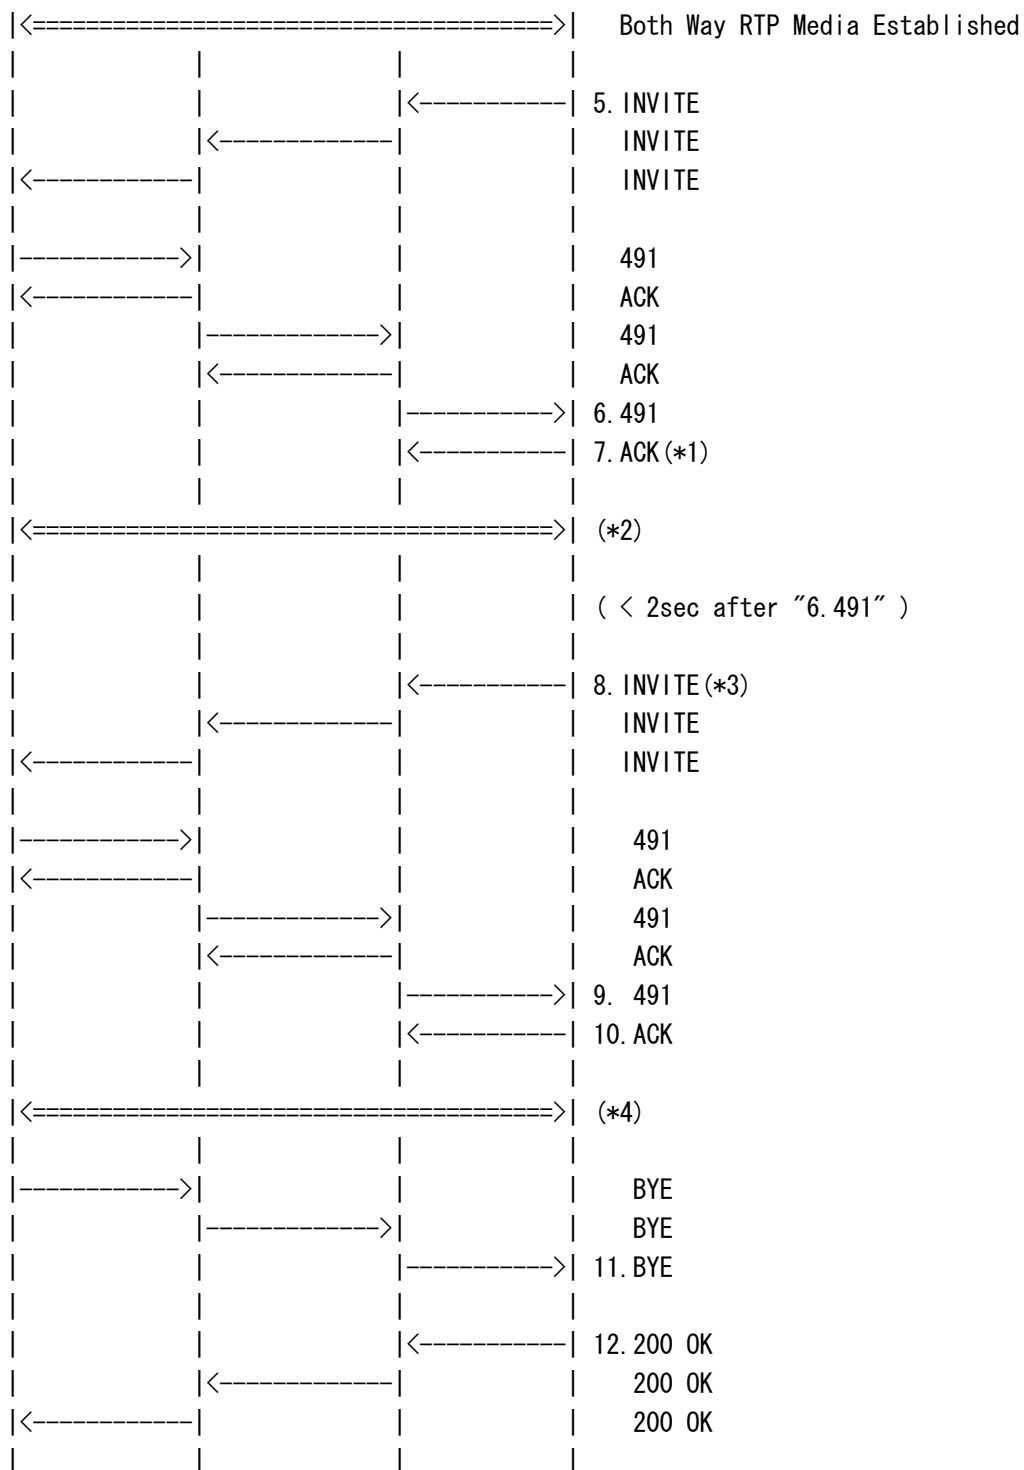 |<=======================================>| Both Way RTP Media Established
| | | |
| | |<-----------| 5.INVITE
| |<-------------| | INVITE
|<------------| | | INVITE
| | | |
|------------>| | | 491
|<------------| | | ACK
| |------------->| | 491
| |<-------------| | ACK
| | |----------->| 6.491
| | |<-----------| 7.ACK(*1)
| | | |
|<=======================================>| (*2)
| | | |
| | | | ( < 2sec after "6.491" )
| | | |
| | |<-----------| 8.INVITE(*3)
| |<-------------| | INVITE
|<------------| | | INVITE
| | | |
|------------>| | | 491
|<------------| | | ACK
| |------------->| | 491
| |<-------------| | ACK
| | |----------->| 9. 491
| | |<-----------| 10.ACK
| | | |
|<=======================================>| (*4)
| | | |
|------------>| | | BYE
| |------------->| | BYE
| | |----------->| 11.BYE
| | | |
| | |<-----------| 12.200 OK
| |<-------------| | 200 OK
|<------------| | | 200 OK
| | | |